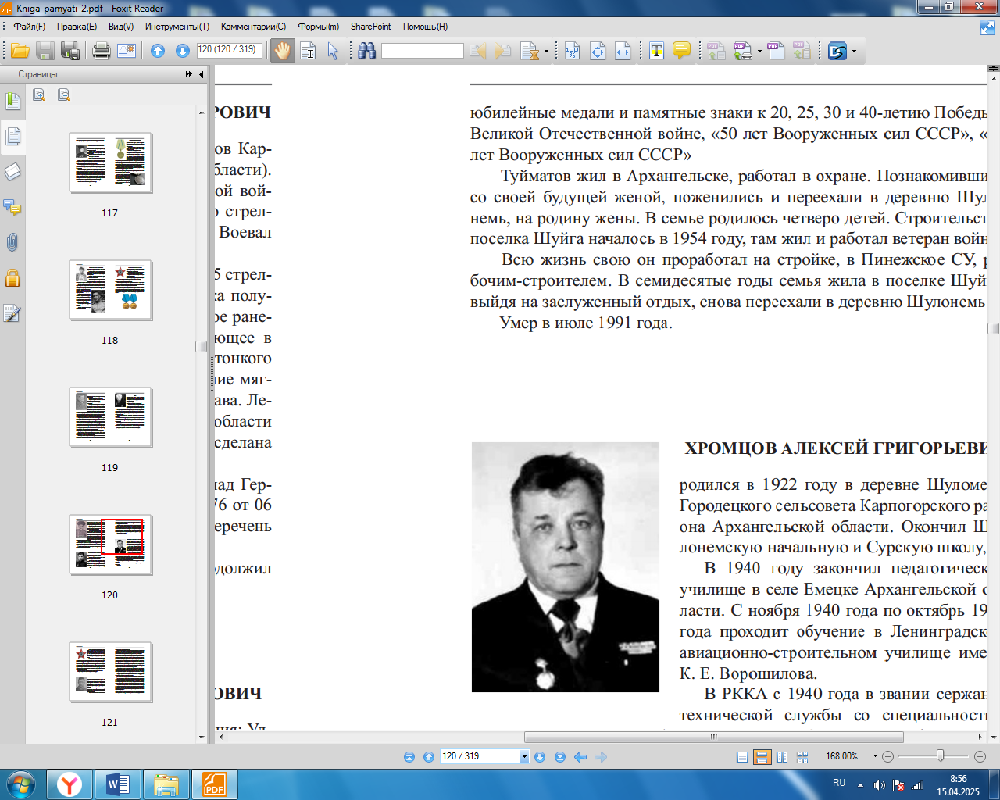 Kniga_pamyati_2.pdf - Foxit Reader
Файл(F) Правка(E) Вид(V) Инструменты(T) Комментарии(C) Формы(m) SharePoint Помощь(H)
120 (120 / 319)
Страницы
117
118
119
120
121
РОВИЧ
ов Кар-
бласти).
ой вой-
о стрел-
Воевал
5 стрел-
ка полу-
ое ране-
ющее в
тонкого
ие мяг-
ава. Ле-
области
сделана
лад Гер-
76 от 06
еречень
одолжил
ОВИЧ
юбилейные медали и памятные знаки к 20, 25, 30 и 40-летию Победы
Великой Отечественной войне, «50 лет Вооруженных сил СССР», «
лет Вооруженных сил СССР»
Туйматов жил в Архангельске, работал в охране. Познакомивши
со своей будущей женой, поженились и переехали в деревню Шул
немь, на родину жены. В семье родилось четверо детей. Строительст
поселка Шуйга началось в 1954 году, там жил и работал ветеран войн
Всю жизнь свою он проработал на стройке, в Пинежское СУ, р
бочим-строителем. В семидесятые годы семья жила в поселке Шуй
выйдя на заслуженный отдых, снова переехали в деревню Шулонемь
Умер в июле 1991 года.
ХРОМЦОВ АЛЕКСЕЙ ГРИГОРЬЕВИ
родился в 1922 году в деревне Шуломе
Городецкого сельсовета Карпогорского ра
она Архангельской области. Окончил Ш
лонемскую начальную и Сурскую школу,
В 1940 году закончил педагогическ
училище в селе Емецке Архангельской о
ласти. С ноября 1940 года по октябрь 19
года проходит обучение в Ленинградск
авиационно-строительном училище име
К. Е. Ворошилова.
В РККА с 1940 года в звании сержан
технической службы со специальност
120 / 319
168.00%
RU
8:56
15.04.2025